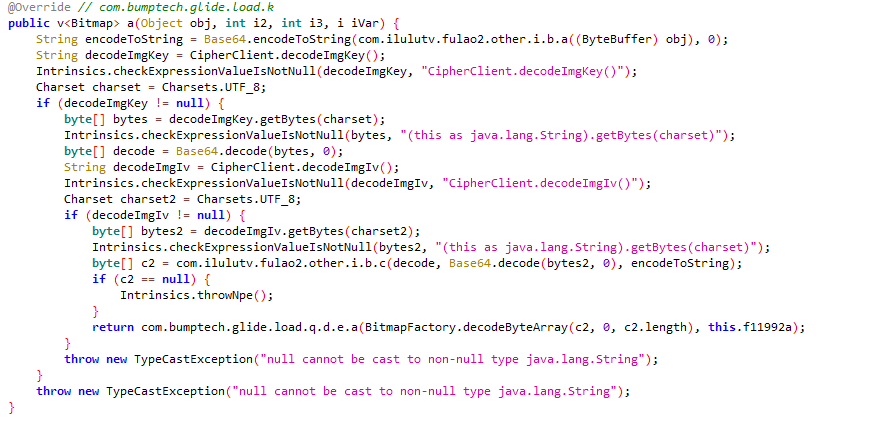 @Override // com.bumptech.glide.load.k
public v<Bitmap> a(Object obj, int i2, int i3, i iVar) {
    String encodeToString = Base64.encodeToString(com.ilulutv.fulao2.other.i.b.a((ByteBuffer) obj), 0);
    String decodeImgKey = CipherClient.decodeImgKey();
    Intrinsics.checkExpressionValueIsNotNull(decodeImgKey, "CipherClient.decodeImgKey()");
    Charset charset = Charsets.UTF_8;
    if (decodeImgKey != null) {
        byte[] bytes = decodeImgKey.getBytes(charset);
        Intrinsics.checkExpressionValueIsNotNull(bytes, "(this as java.lang.String).getBytes(charset)");
        byte[] decode = Base64.decode(bytes, 0);
        String decodeImgIv = CipherClient.decodeImgIv();
        Intrinsics.checkExpressionValueIsNotNull(decodeImgIv, "CipherClient.decodeImgIv()");
        Charset charset2 = Charsets.UTF_8;
        if (decodeImgIv != null) {
            byte[] bytes2 = decodeImgIv.getBytes(charset2);
            Intrinsics.checkExpressionValueIsNotNull(bytes2, "(this as java.lang.String).getBytes(charset)");
            byte[] c2 = com.ilulutv.fulao2.other.i.b.c(decode, Base64.decode(bytes2, 0), encodeToString);
            if (c2 == null) {
                Intrinsics.throwNpe();
            }
            return com.bumptech.glide.load.q.d.e.a(BitmapFactory.decodeByteArray(c2, 0, c2.length), this.f11992a);
        }
        throw new TypeCastException("null cannot be cast to non-null type java.lang.String");
    }
    throw new TypeCastException("null cannot be cast to non-null type java.lang.String");
}